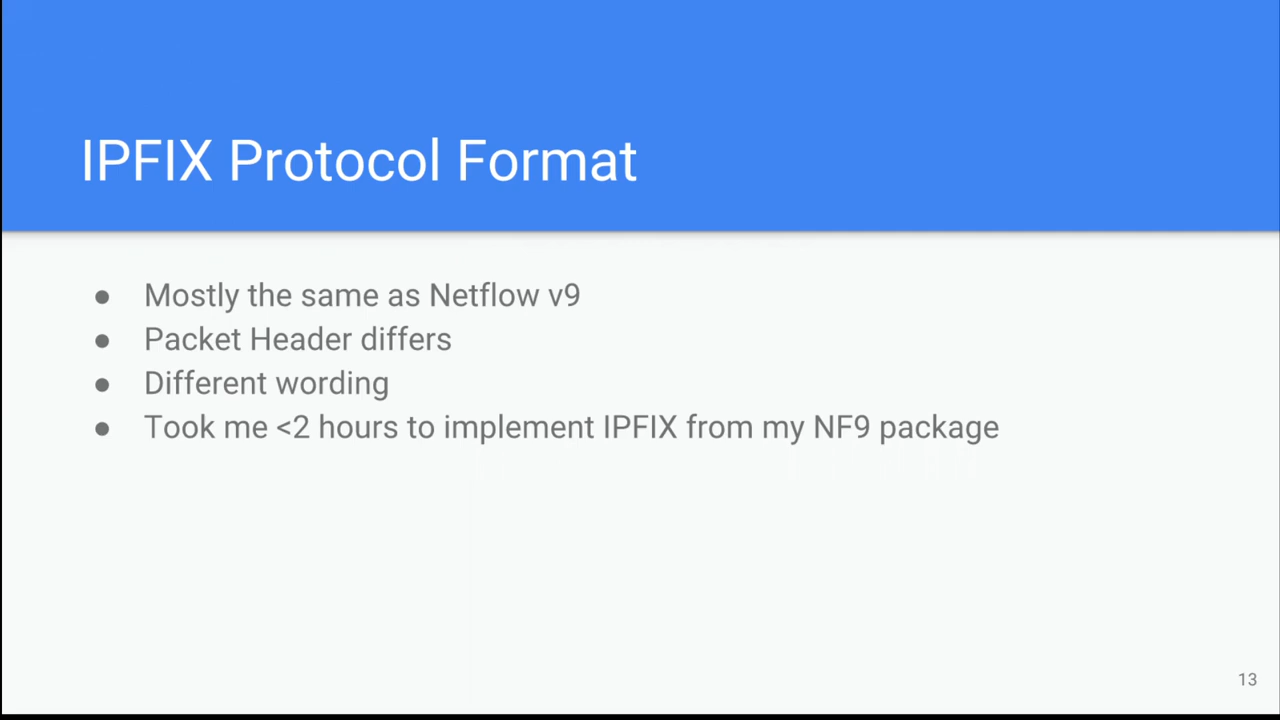 IPFIX Protocol Format
● Mostly the same as Netflow v9
● Packet Header differs
● Different wording
● Took me <2 hours to implement IPFIX from my NF9 package
13